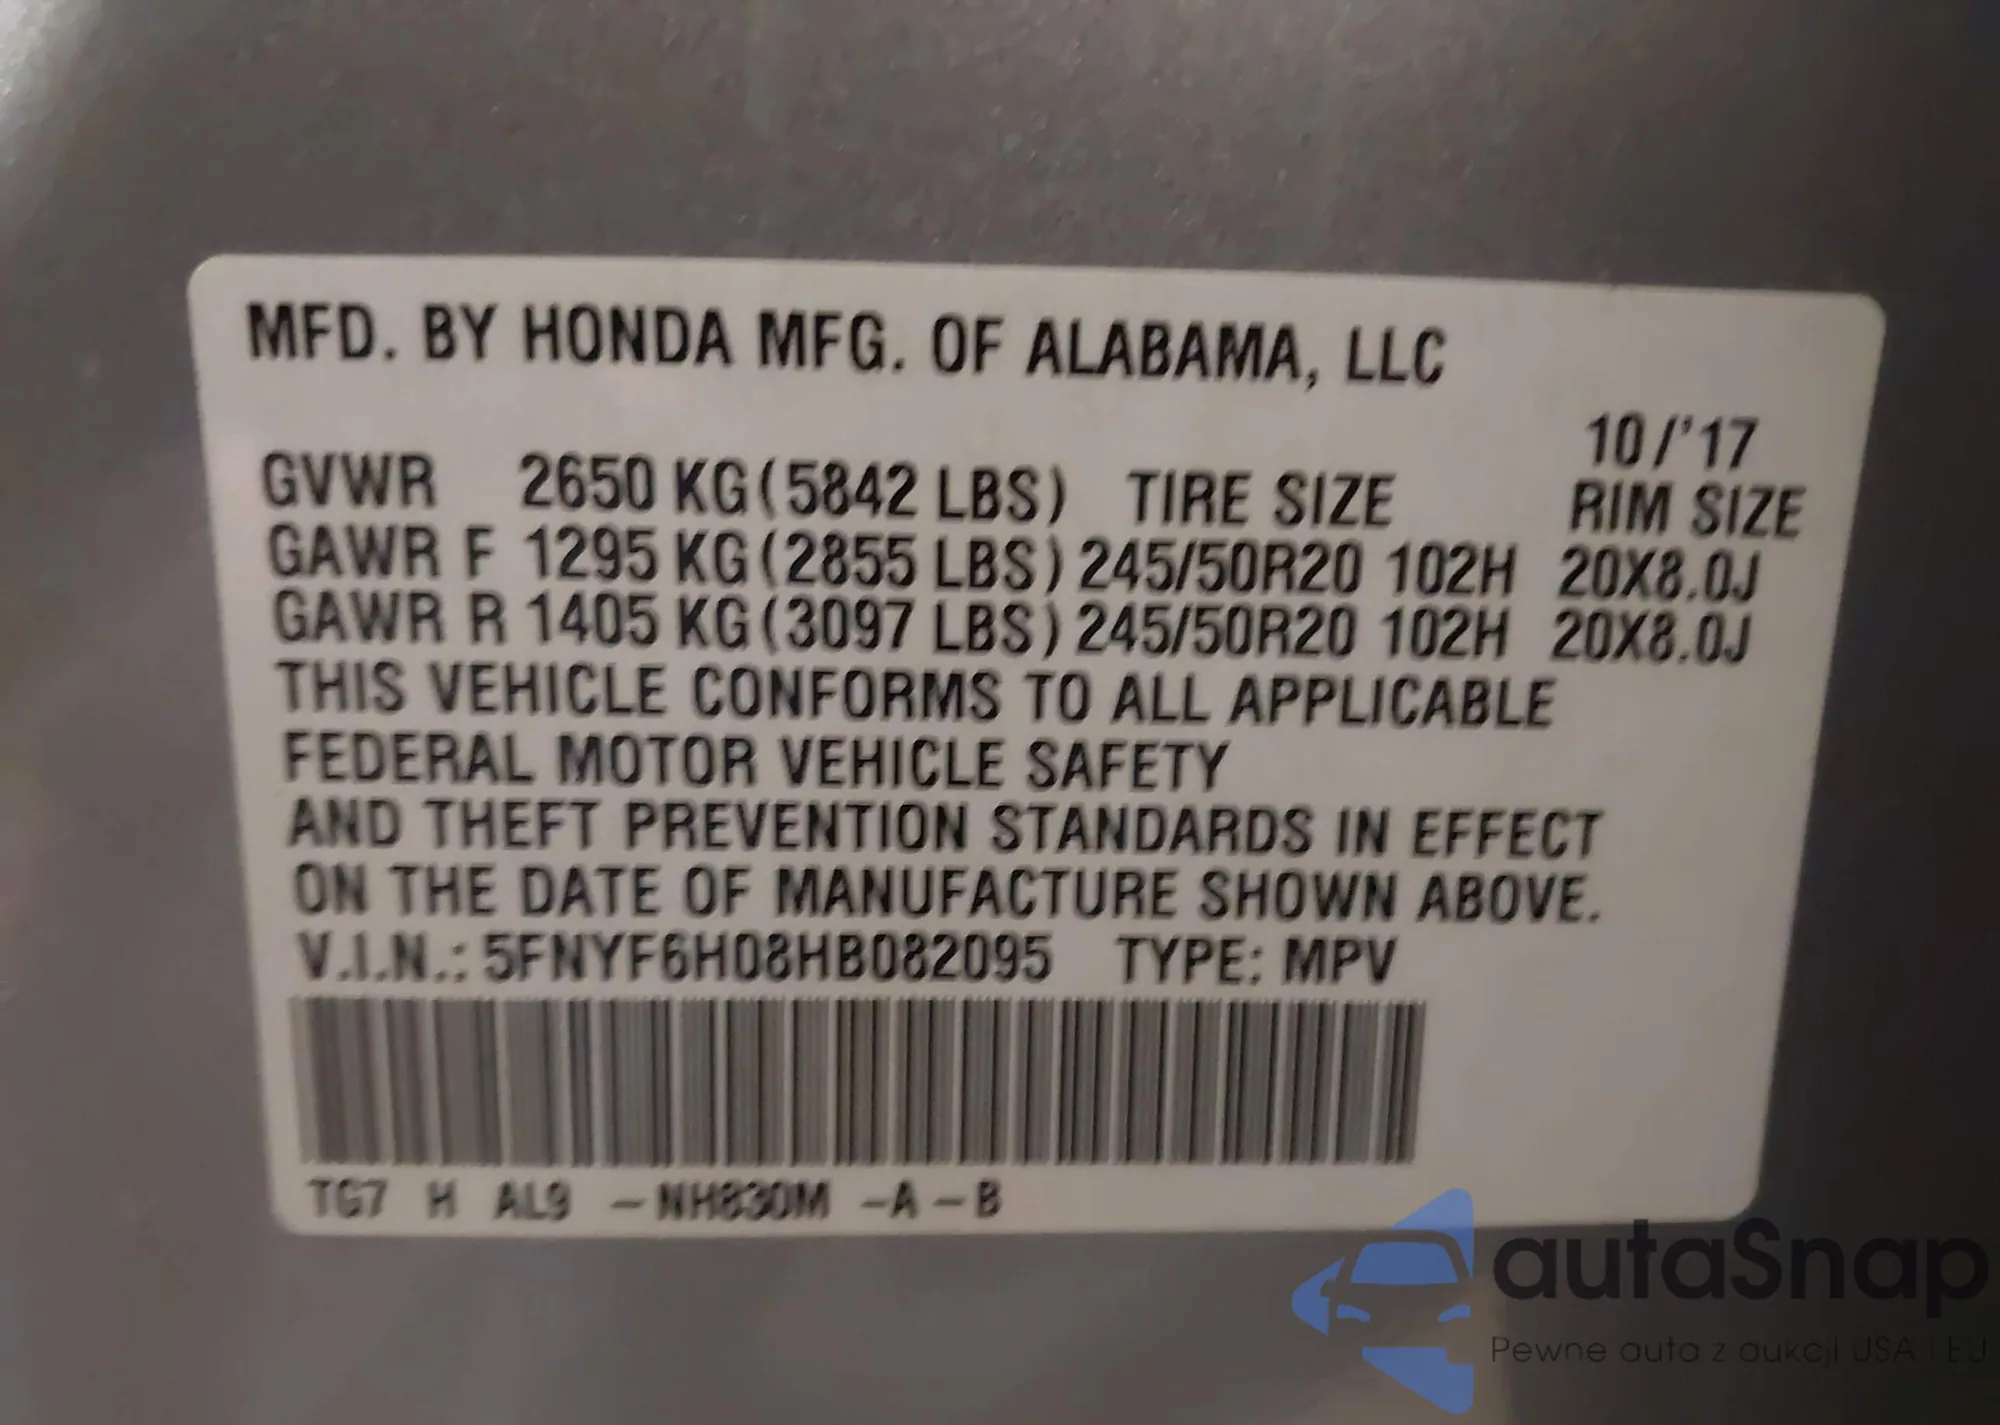 MFD. BY HONDA MFG. OF ALABAMA, LLC
10/'17
GVWR 2650 KG (5842 LBS) TIRE SIZE RIM SIZE
GAWR F 1295 KG (2855 LBS) 245/50R20 102H 20X8.0J
GAWR R 1405 KG (3097 LBS) 245/50R20 102H 20X8.0J
THIS VEHICLE CONFORMS TO ALL APPLICABLE
FEDERAL MOTOR VEHICLE SAFETY
AND THEFT PREVENTION STANDARDS IN EFFECT
ON THE DATE OF MANUFACTURE SHOWN ABOVE.
V.I.N.: 5FNYF6H08HB082095 TYPE: MPV
TG7 H AL9 -NH830M -A-B
autaSnap
Pewne auta z aukcji USA i EU